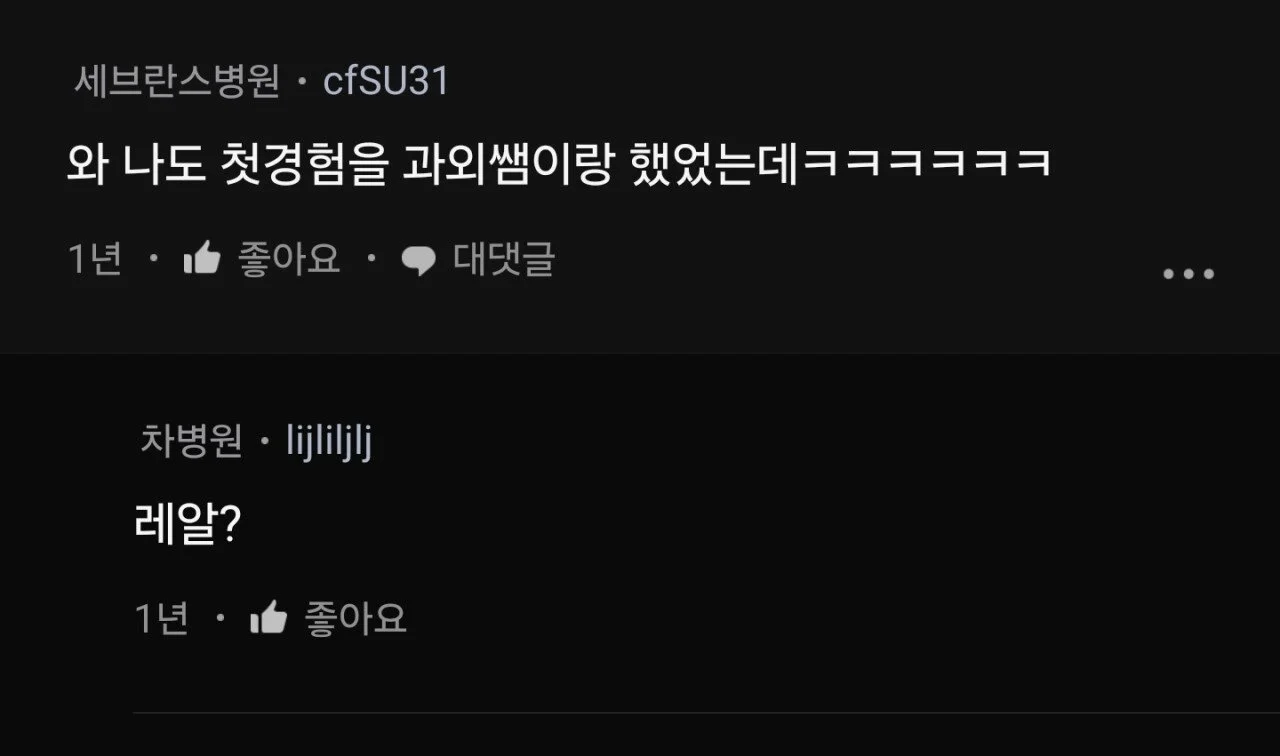 세브란스병원 · cfSU31
와 나도 첫경험을 과외쌤이랑 했었는데ㅋㅋㅋㅋㅋㅋ
1년 · 좋아요 · 대댓글
차병원 · lijliljlj
레알?
1년 · 좋아요